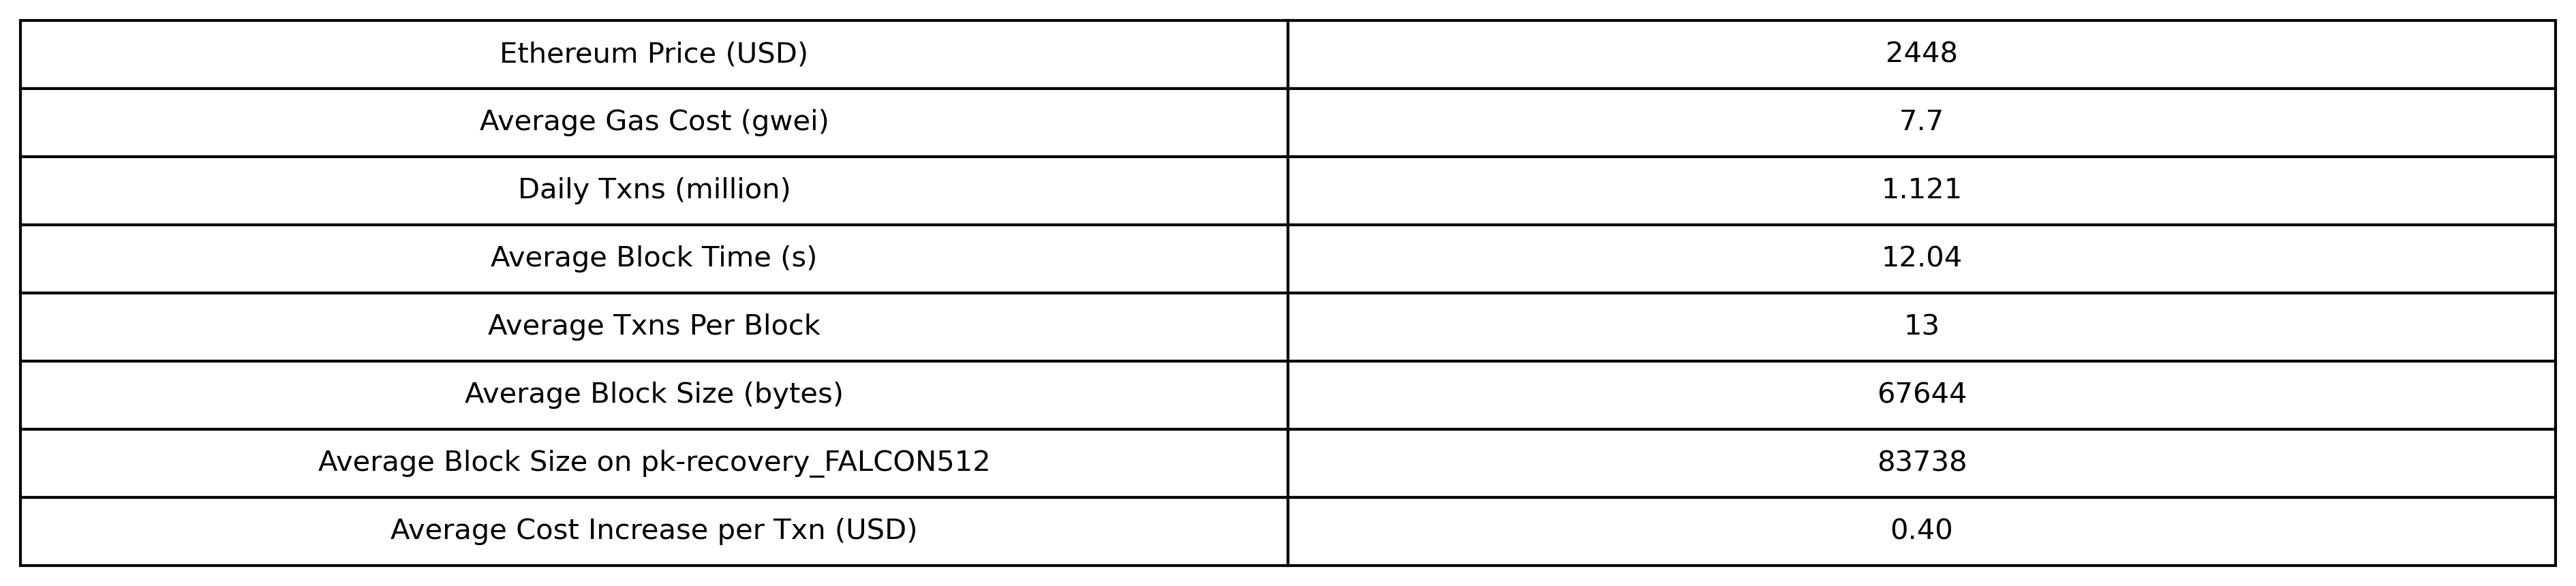 Ethereum Price (USD) 2448
Average Gas Cost (gwei) 7.7
Daily Txns (million) 1.121
Average Block Time (s) 12.04
Average Txns Per Block 13
Average Block Size (bytes) 67644
Average Block Size on pk-recovery_FALCON512 83738
Average Cost Increase per Txn (USD) 0.40